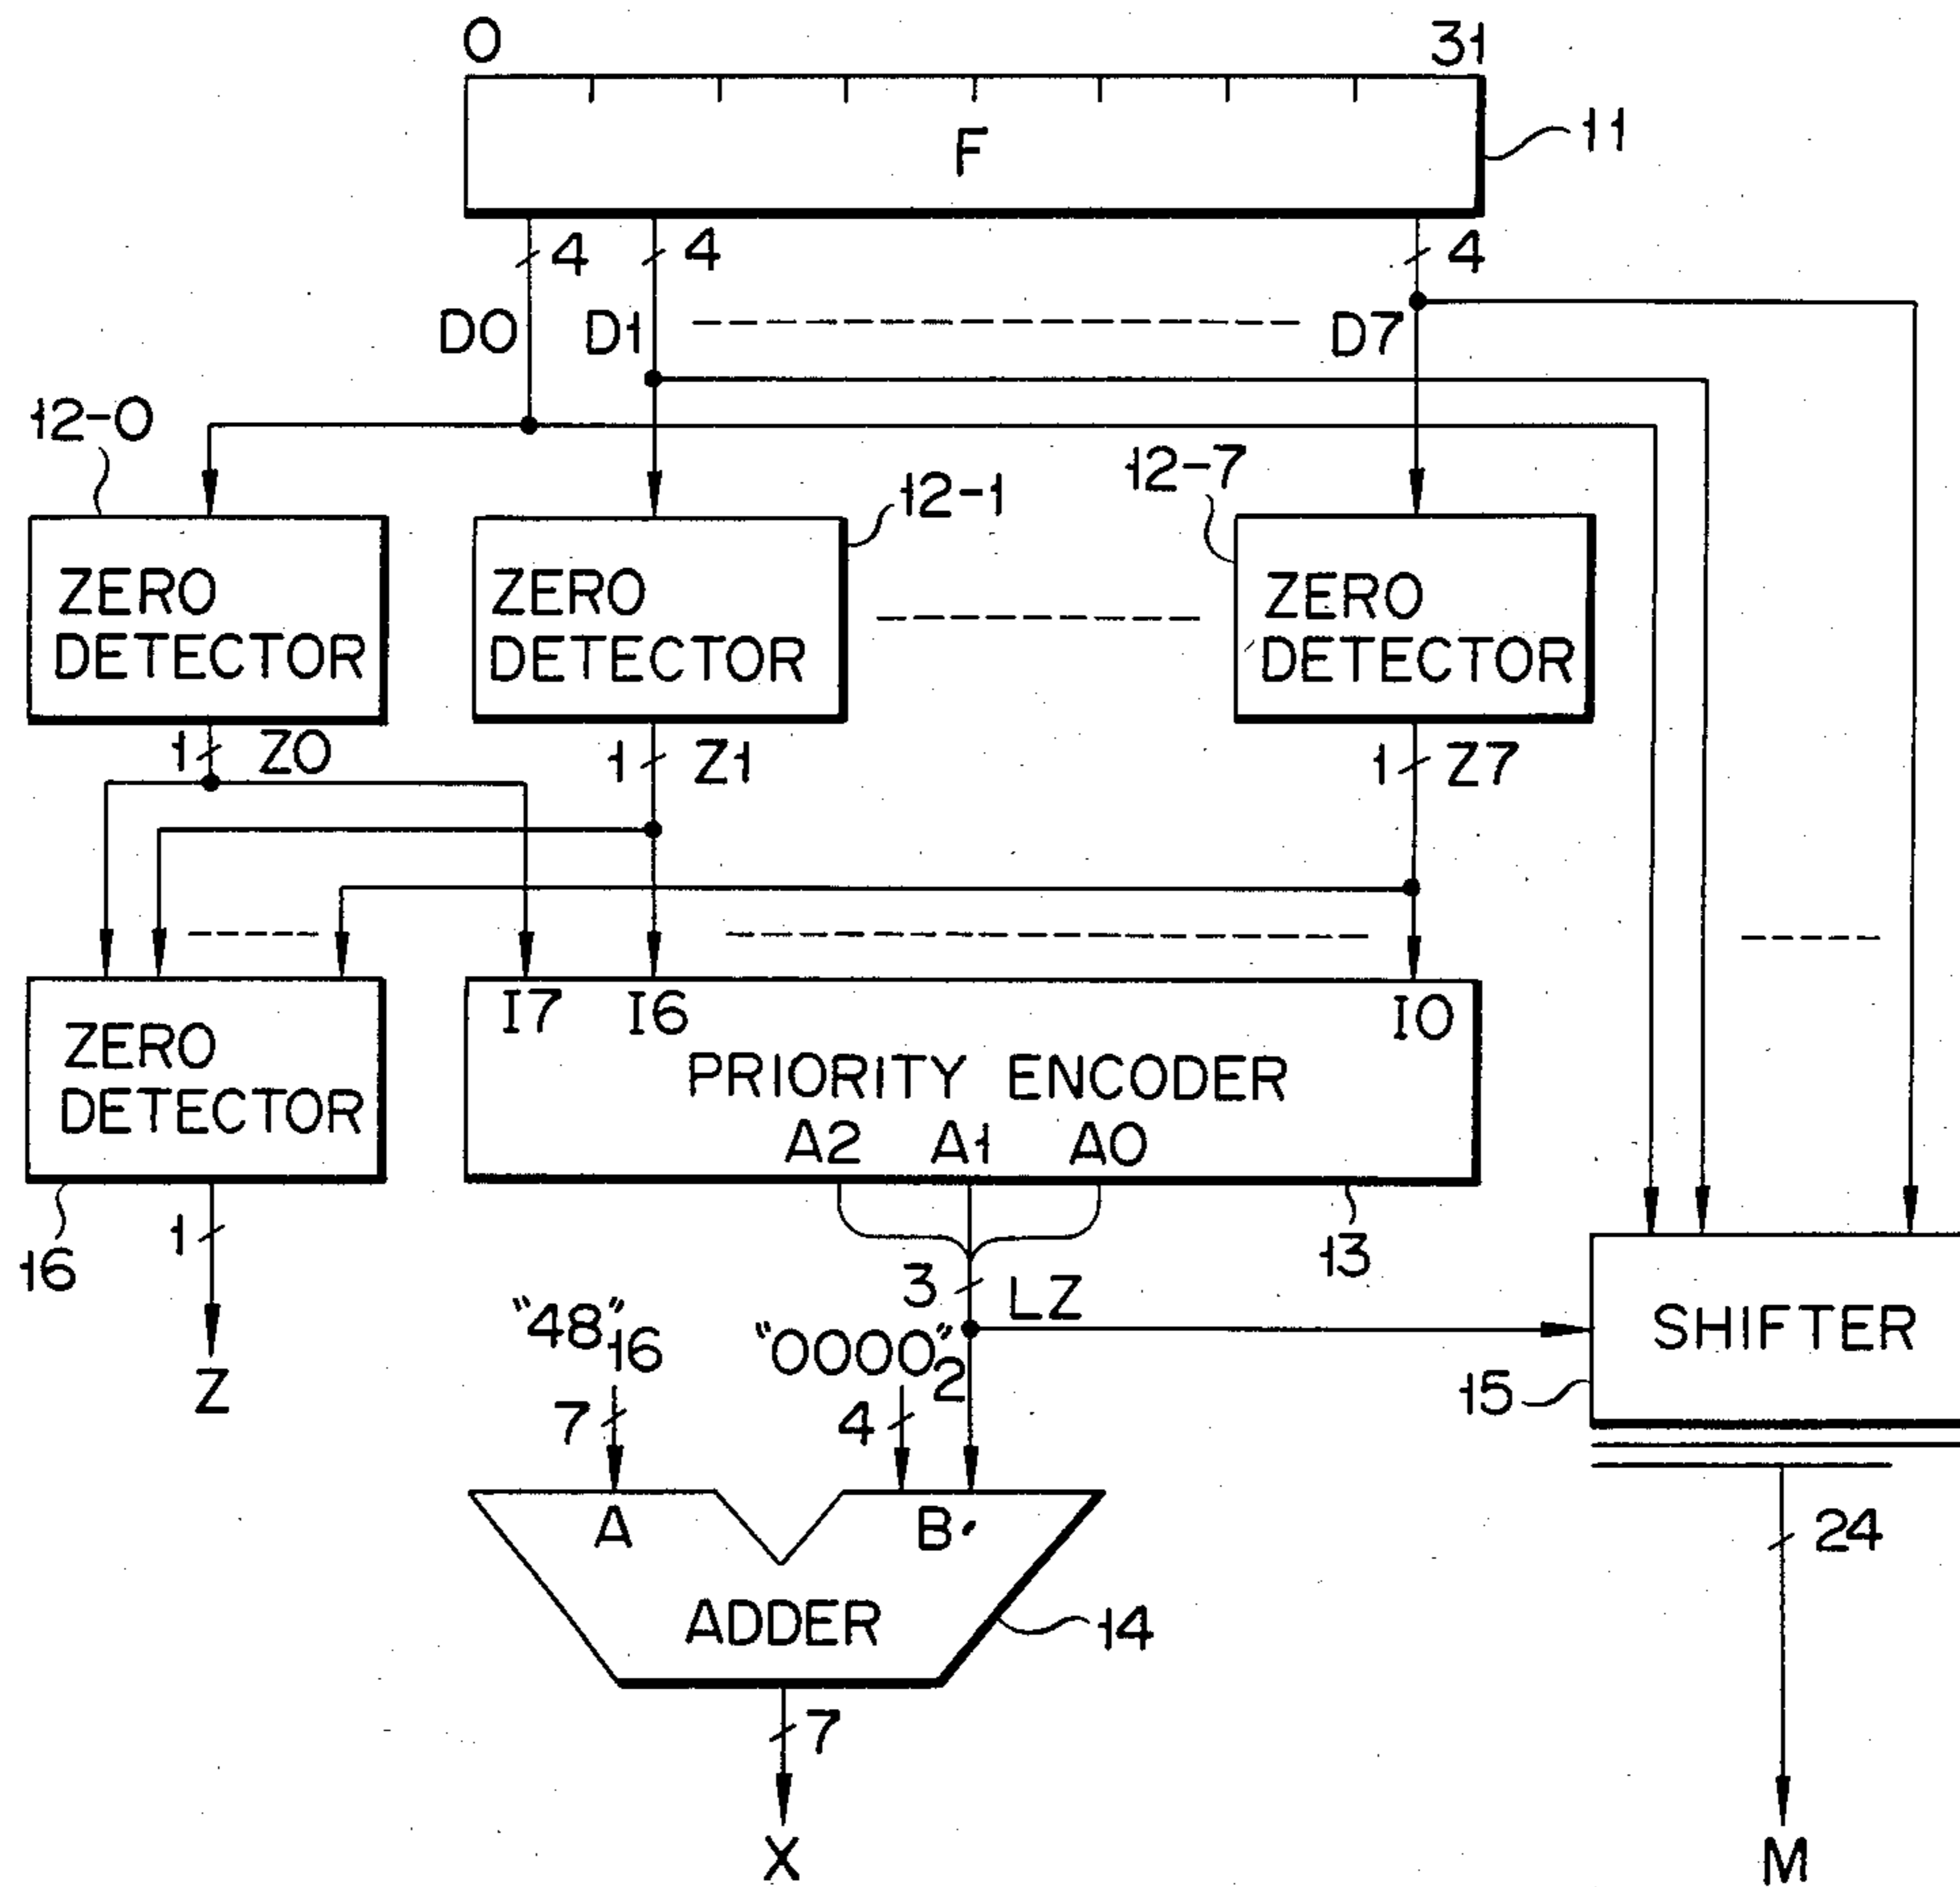 0 31
F 11
4 4 4
D0 D1 D7
12-0 12-1 12-7
ZERO
DETECTOR
ZERO
DETECTOR
ZERO
DETECTOR
1 Z0 1 Z1 1 Z7
ZERO
DETECTOR
I7 I6 I0
PRIORITY ENCODER
A2 A1 A0
16 1 13
3 LZ
Z
"48"16 "0000"2
SHIFTER
15
7 4
A B
24
ADDER
14
7
X M